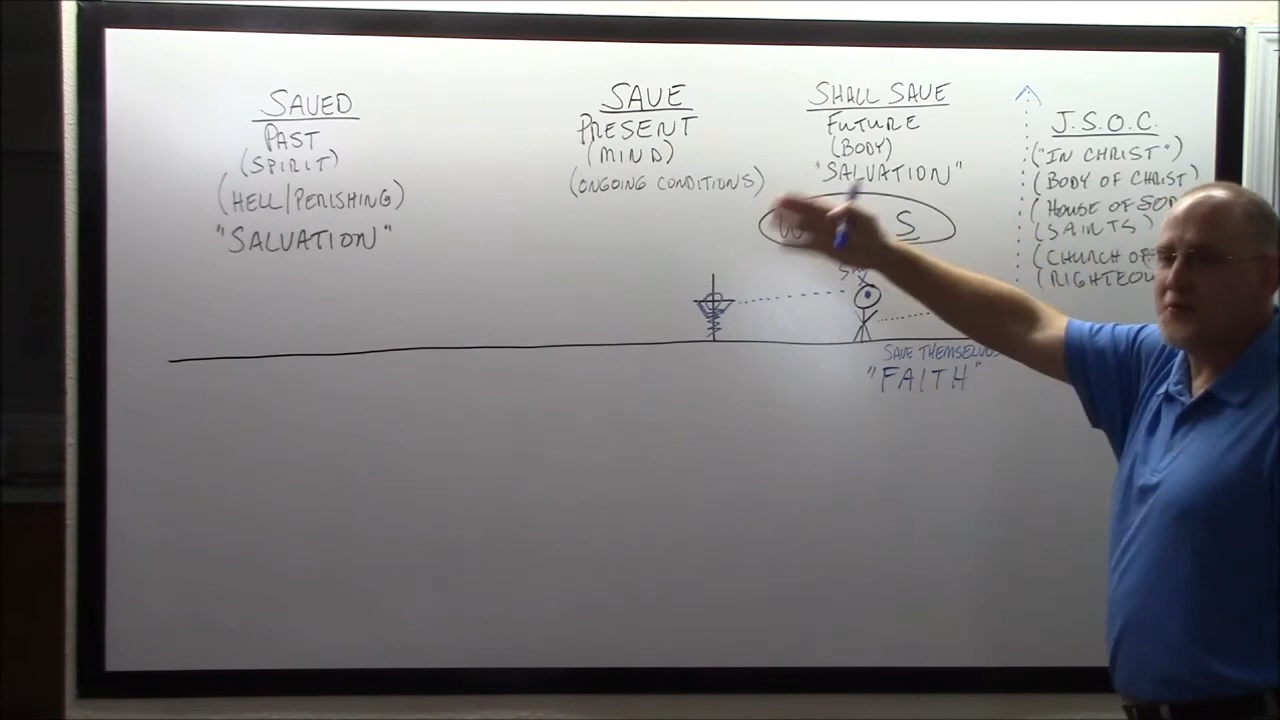 SAVED
PAST
(SPIRIT)
(HELL/PERISHING)
"SALVATION"
SAVE
PRESENT
(MIND)
(ONGOING CONDITIONS)
SHALL SAVE
FUTURE
(BODY)
"SALVATION"
S
SAVE THEMSELVES
"FAITH"
J.S.O.C.
("IN CHRIST")
(BODY OF CHRIST)
(HOUSE OF
(SAINTS)
(CHURCH OF